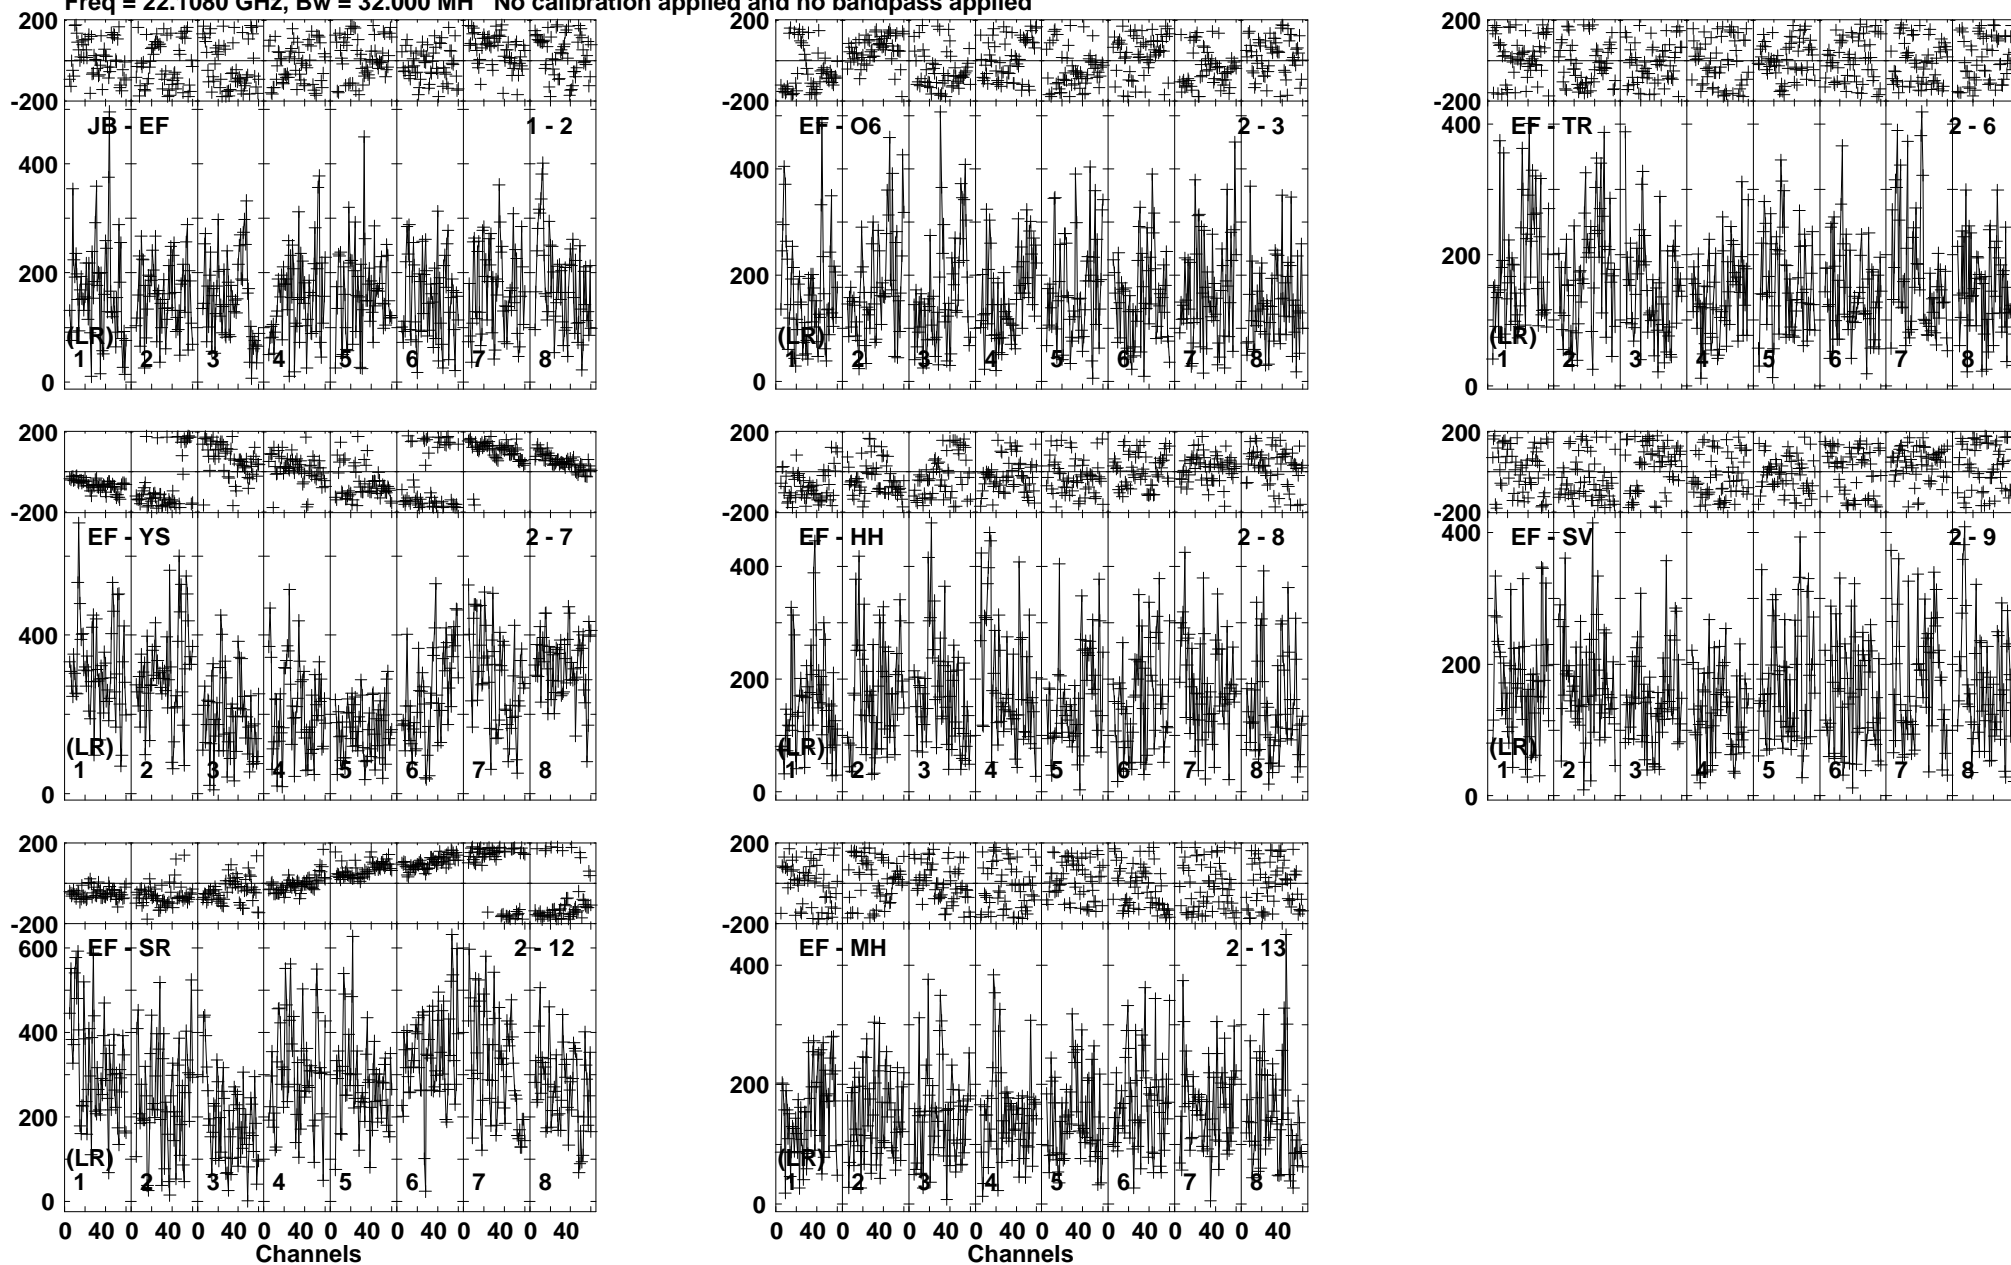 Freq = 22.1080 GHz, Bw = 32.000 MH No calibration applied and no bandpass applied
200 200 200
-200 -200 -200
JB - EF 1 - 2 EF - O6 2 - 3 EF - TR 2 - 6
400 400 400
200 200 200
(LR) (LR) (LR)
1 2 3 4 5 6 7 8 1 2 3 4 5 6 7 8 1 2 3 4 5 6 7 8
0 0 0
200 200 200
-200 -200 -200
EF - YS 2 - 7 EF - HH 2 - 8 EF - SV 2 - 9
400 400 400
200 200
(LR) (LR) (LR)
1 2 3 4 5 6 7 8 1 2 3 4 5 6 7 8 1 2 3 4 5 6 7 8
0 0 0
200 200
-200 -200
EF - SR 2 - 12 EF - MH 2 - 13
600
400 400
200 200
(LR) (LR)
1 2 3 4 5 6 7 8 1 2 3 4 5 6 7 8
0 0
0 40 0 40 0 40 0 40 0 40 0 40 0 40 0 40 0 40 0 40 0 40 0 40 0 40 0 40 0 40 0 40
Channels Channels